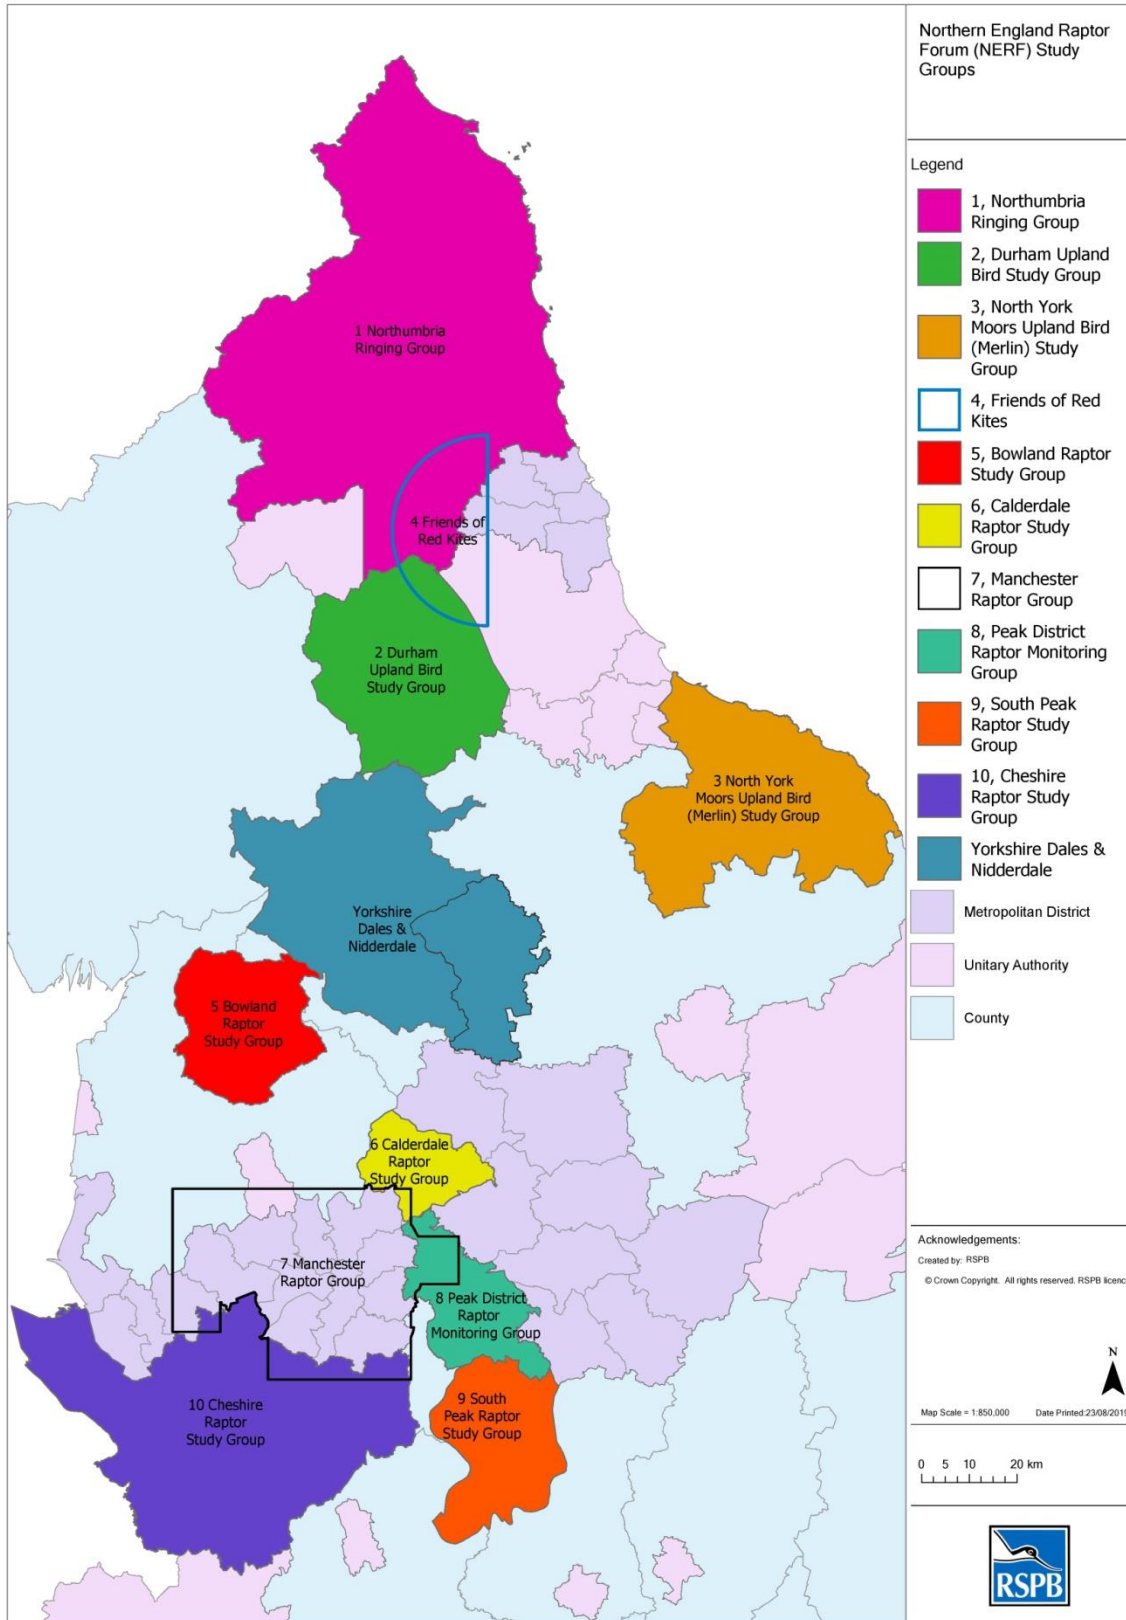 Northern England Raptor
Forum (NERF) Study
Groups
Legend
1, Northumbria
Ringing Group
2, Durham Upland
Bird Study Group
3, North York
Moors Upland Bird
(Merlin) Study
Group
4, Friends of Red
Kites
5, Bowland Raptor
Study Group
6, Calderdale
Raptor Study
Group
7, Manchester
Raptor Group
8, Peak District
Raptor Monitoring
Group
9, South Peak
Raptor Study
Group
10, Cheshire
Raptor Study
Group
Yorkshire Dales &
Nidderdale
Metropolitan District
Unitary Authority
County
1 Northumbria
Ringing Group
4 Friends of
Red Kites
2 Durham
Upland Bird
Study Group
3 North York
Moors Upland Bird
(Merlin) Study Group
Yorkshire
Dales &
Nidderdale
5 Bowland
Raptor
Study Group
6 Calderdale
Raptor
Study Group
7 Manchester
Raptor Group
8 Peak District
Raptor
Monitoring Group
9 South
Peak Raptor
Study Group
10 Cheshire
Raptor
Study Group
Acknowledgements:
Created by: RSPB
© Crown Copyright. All rights reserved. RSPB licenc
N
Map Scale = 1:850,000 Date Printed:23/08/2019
0 5 10 20 km
RSPB